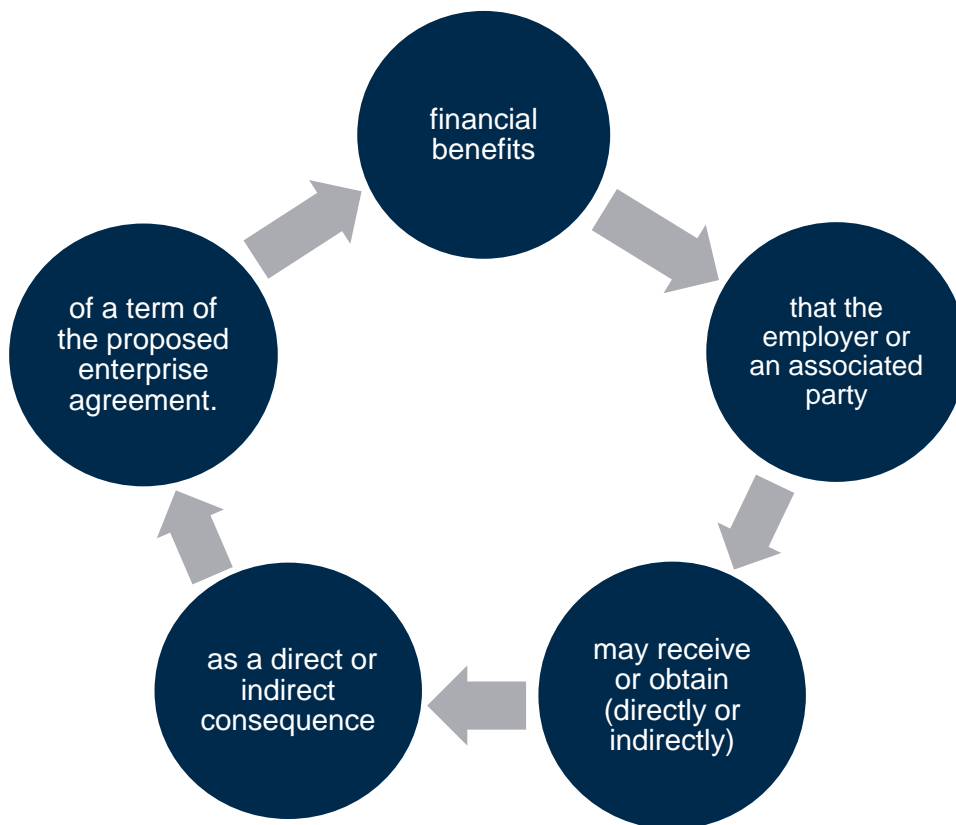 financial
benefits
that the
employer or
an associated
party
may receive
or obtain
(directly or
indirectly)
as a direct or
indirect
consequence
of a term of
the proposed
enterprise
agreement.